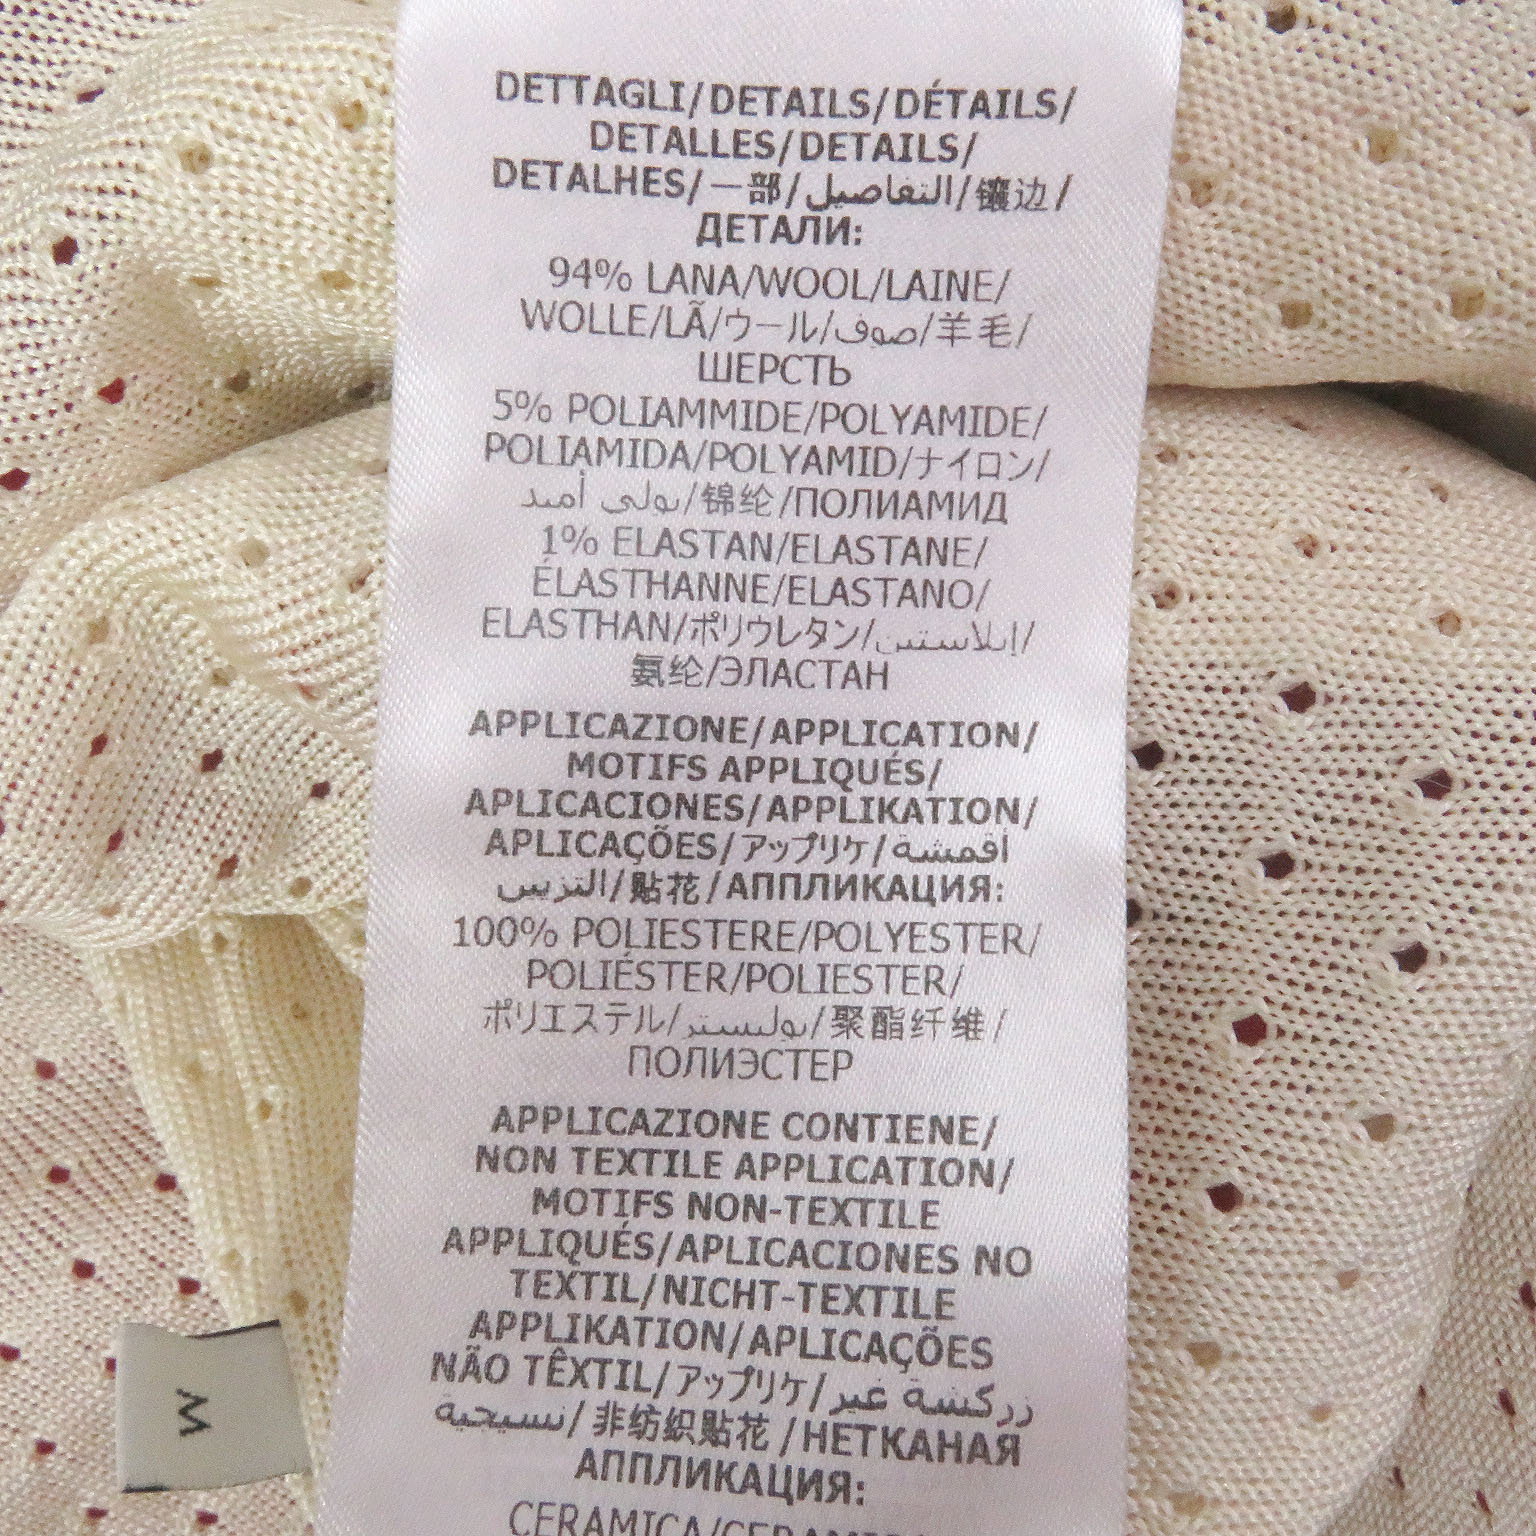 DETTAGLI/DETAILS/DÉTAILS/
DETALLES/DETAILS/
DETALHES/一部/التفاصيل/镶边/
ДЕТАЛИ:
94% LANA/WOOL/LAINE/
WOLLE/LÃ/ウール/صوف/羊毛/
ШЕРСТЬ
5% POLIAMMIDE/POLYAMIDE/
POLIAMIDA/POLYAMID/ナイロン/
بولي أميد/锦纶/ПОЛИАМИД
1% ELASTAN/ELASTANE/
ÉLASTHANNE/ELASTANO/
ELASTHAN/ポリウレタン/إيلاستين/
氨纶/ЭЛАСТАН
APPLICAZIONE/APPLICATION/
MOTIFS APPLIQUÉS/
APLICACIONES/APPLIKATION/
APLICAÇÕES/アップリケ/أقمشة
التزيين/贴花/АППЛИКАЦИЯ:
100% POLIESTERE/POLYESTER/
POLIÉSTER/POLIESTER/
ポリエステル/بوليستر/聚酯纤维/
ПОЛИЭСТЕР
APPLICAZIONE CONTIENE/
NON TEXTILE APPLICATION/
MOTIFS NON-TEXTILE
APPLIQUÉS/APLICACIONES NO
TEXTIL/NICHT-TEXTILE
APPLIKATION/APLICAÇÕES
NÃO TÊXTIL/アップリケ/زركشة غير
نسيجية/非纺织贴花/НЕТКАНАЯ
АППЛИКАЦИЯ:
CERAMICA/
M